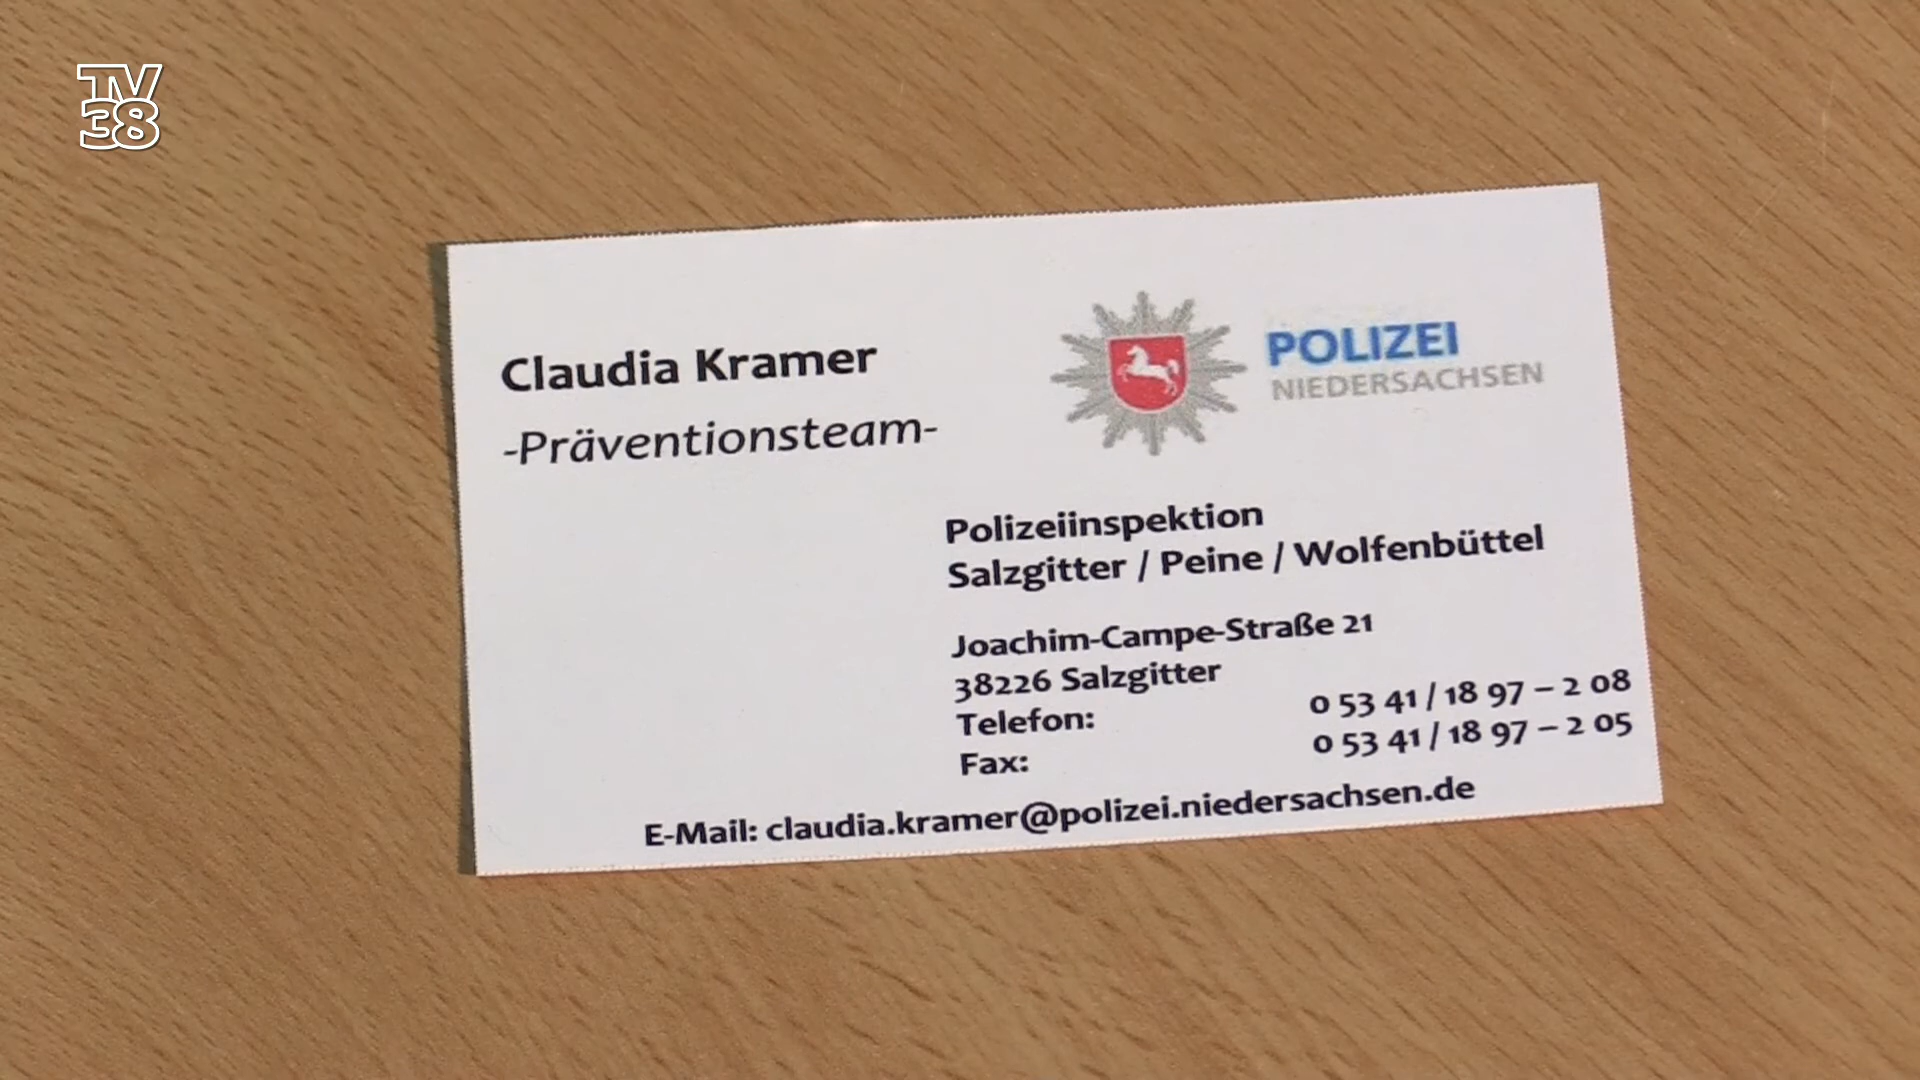 TV
38
Claudia Kramer
-Präventionsteam-
POLIZEI
NIEDERSACHSEN
Polizeiinspektion
Salzgitter / Peine / Wolfenbüttel
Joachim-Campe-Straße 21
38226 Salzgitter
Telefon: 0 53 41 / 18 97 – 2 08
Fax: 0 53 41 / 18 97 – 2 05
E-Mail: claudia.kramer@polizei.niedersachsen.de